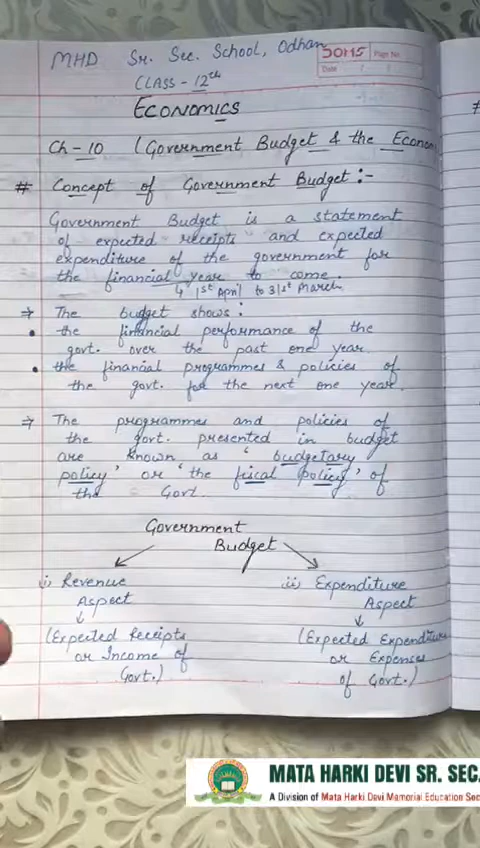 MHD Sr. Sec. School, Odhan
SOMS Page No.
Date / /
CLASS - 12th
ECONOMICS
Ch-10 (Government Budget & the Econo
# Concept of Government Budget :-
Government Budget is a statement
of expected receipts and expected
expenditure of the government for
the financial year to come.
↳ 1st April to 31st March
⇒ The budget shows :
• the financial performance of the
govt. over the past one year.
• the financial programmes & policies of
the govt. for the next one year.
⇒ The programmes and policies of
the govt. presented in budget
are known as 'budgetary
policy' or 'the fiscal policy' of
the Govt.
Government
Budget
i) Revenue
Aspect
↓
(Expected Receipts
or Income of
Govt.)
ii) Expenditure
Aspect
↓
(Expected Expenditure
or Expenses
of Govt.)
MATA HARKI DEVI SR. SEC.
A Division of Mata Harki Devi Memorial Education Soc